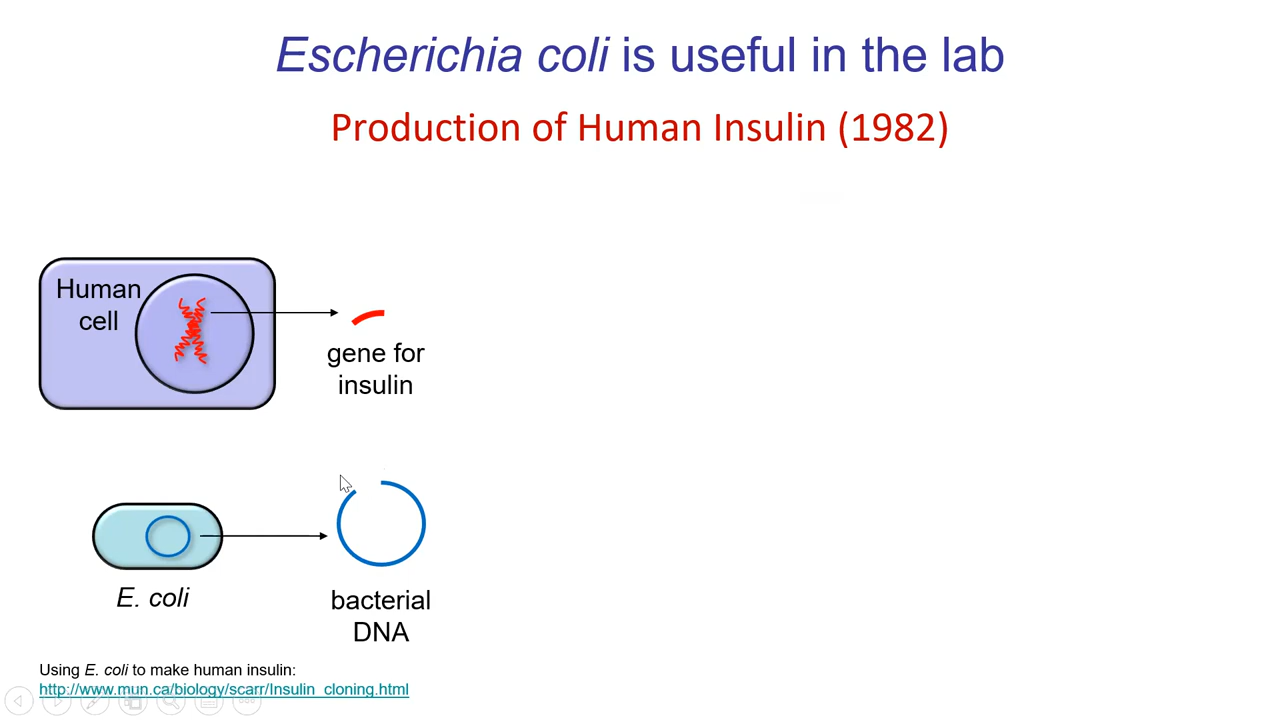 Escherichia coli is useful in the lab
Production of Human Insulin (1982)
Human
cell
gene for
insulin
E. coli
bacterial
DNA
Using E. coli to make human insulin:
http://www.mun.ca/biology/scarr/Insulin_cloning.html